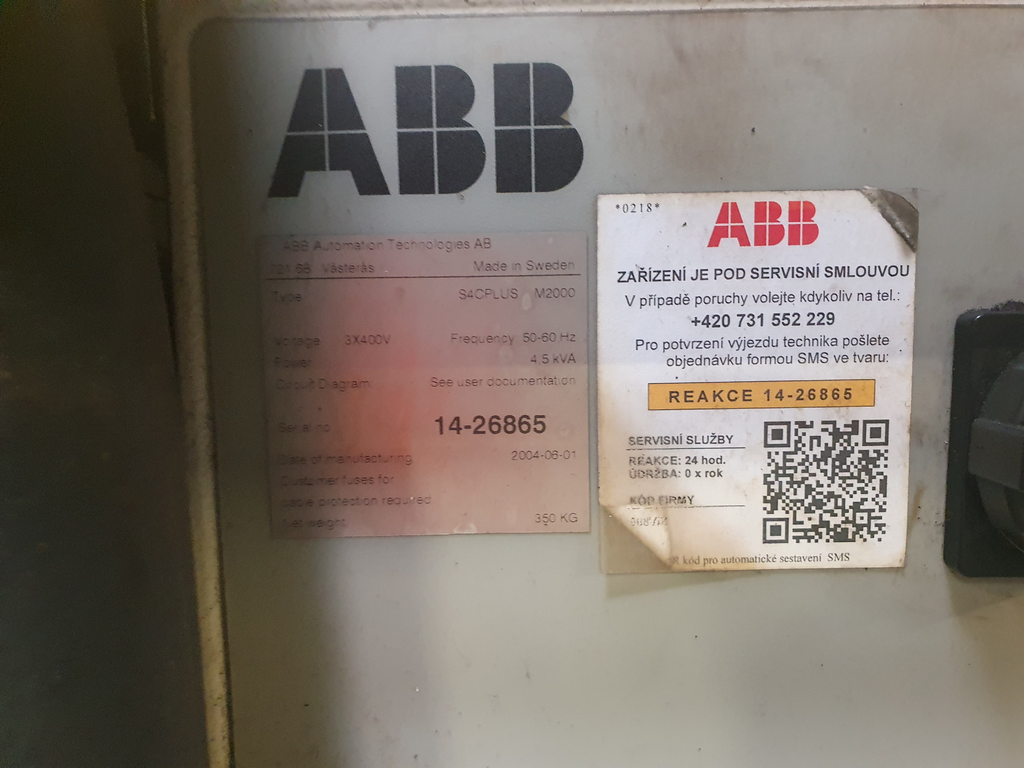 ABB
ABB Automation Technologies AB
721 68 Västerås Made in Sweden
Type S4CPLUS M2000
Voltage 3X400V Frequency 50-60 Hz
Power 4.5 kVA
Circuit Diagram See user documentation
Serial no 14-26865
Date of manufacturing 2004-06-01
Customer fuses for
cable protection required
Net weight 350 KG
*0218*
ABB
ZAŘÍZENÍ JE POD SERVISNÍ SMLOUVOU
V případě poruchy volejte kdykoliv na tel.:
+420 731 552 229
Pro potvrzení výjezdu technika pošlete
objednávku formou SMS ve tvaru:
REAKCE 14-26865
SERVISNÍ SLUŽBY
REAKCE: 24 hod.
ÚDRŽBA: 0 x rok
KÓD FIRMY
kód pro automatické sestavení SMS